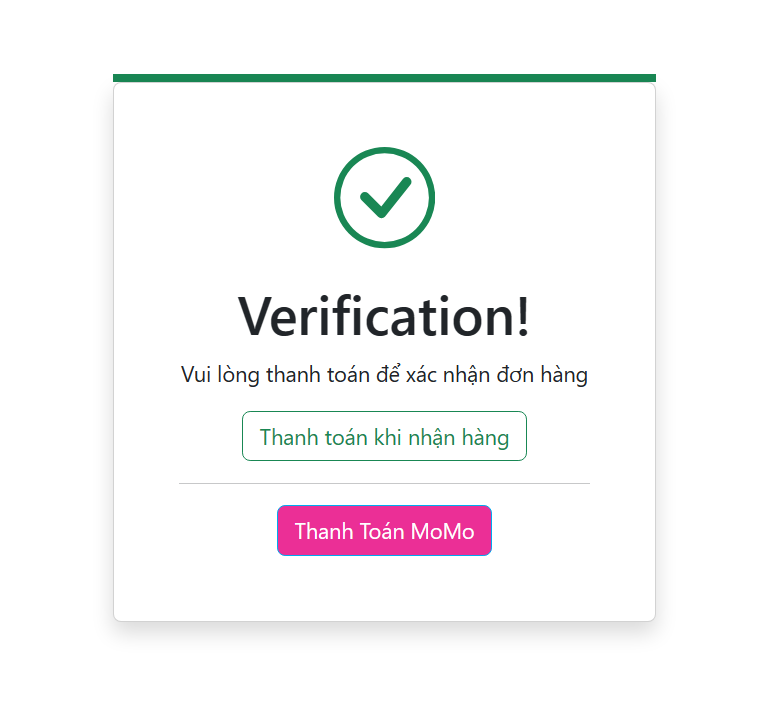 Verification!
Vui lòng thanh toán để xác nhận đơn hàng
Thanh toán khi nhận hàng
Thanh Toán MoMo